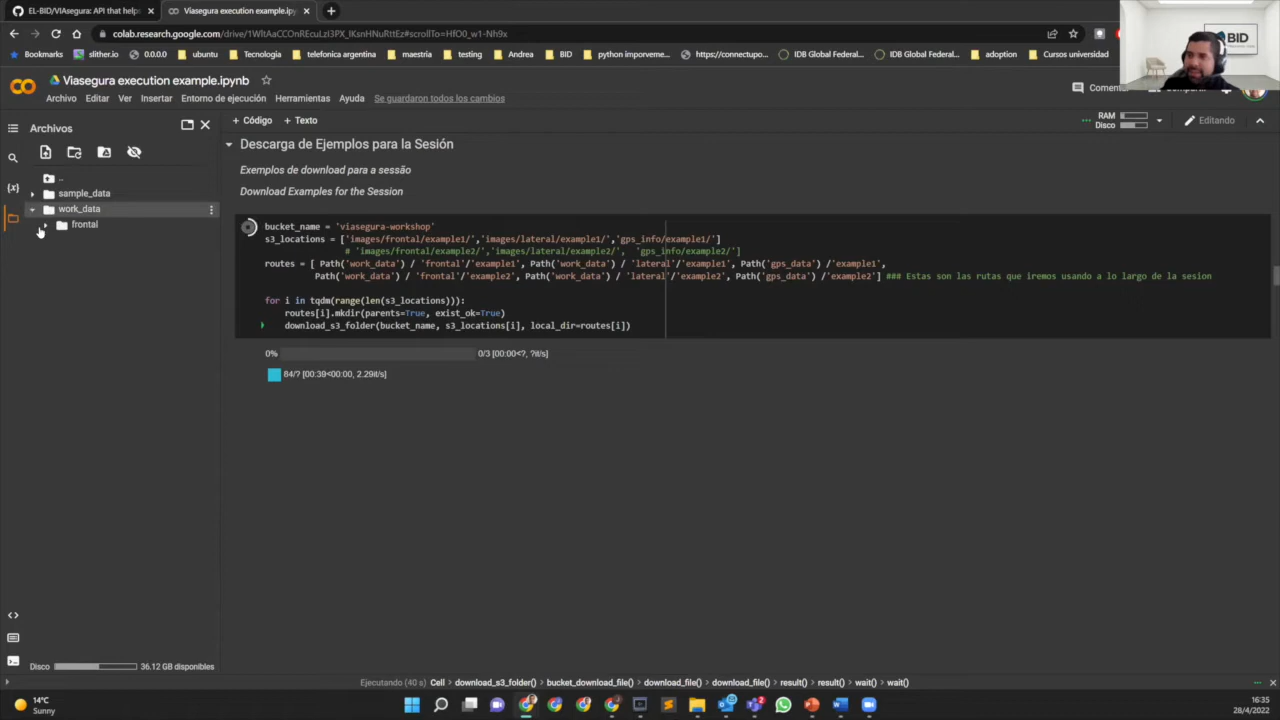 EL-BID/VIAsegura: API that help
Viasegura execution example.ipy
colab.research.google.com/drive/1WltAaCCOnREcuLzI3PX_IKsnHNuRttEz#scrollTo=HfO0_w1-Nh9x
Bookmarks slither.io 0.0.0.0 ubuntu Tecnologia telefonica argentina maestria testing Andres BID python imporveme... https://connectupo... IDB Global Federal... IDB Global Federal... adoption Cursos universidad
BID
Viasegura execution example.ipynb
Archivo Editar Ver Insertar Entorno de ejecución Herramientas Ayuda Se guardaron todos los cambios
Comentar
Archivos
+ Código + Texto
RAM
Disco
Editando
Descarga de Ejemplos para la Sesión
Exemplos de download para a sessão
Download Examples for the Session
..
sample_data
work_data
frontal
bucket_name = 'viasegura-workshop'
s3_locations = ['images/frontal/example1/','images/lateral/example1/','gps_info/example1/']
# 'images/frontal/example2/','images/lateral/example2/', 'gps_info/example2/']
routes = [ Path('work_data') / 'frontal'/'example1', Path('work_data') / 'lateral'/'example1', Path('gps_data') /'example1',
Path('work_data') / 'frontal'/'example2', Path('work_data') / 'lateral'/'example2', Path('gps_data') /'example2'] ### Estas son las rutas que iremos usando a lo largo de la sesion
for i in tqdm(range(len(s3_locations))):
routes[i].mkdir(parents=True, exist_ok=True)
download_s3_folder(bucket_name, s3_locations[i], local_dir=routes[i])
0% 0/3 [00:00<?, ?it/s]
84/? [00:39<00:00, 2.29it/s]
Disco 36.12 GB disponibles
Ejecutando (40 s) Cell download_s3_folder() bucket_download_file() download_file() download_file() result() result() wait() wait()
14°C
Sunny
16:35
28/4/2022